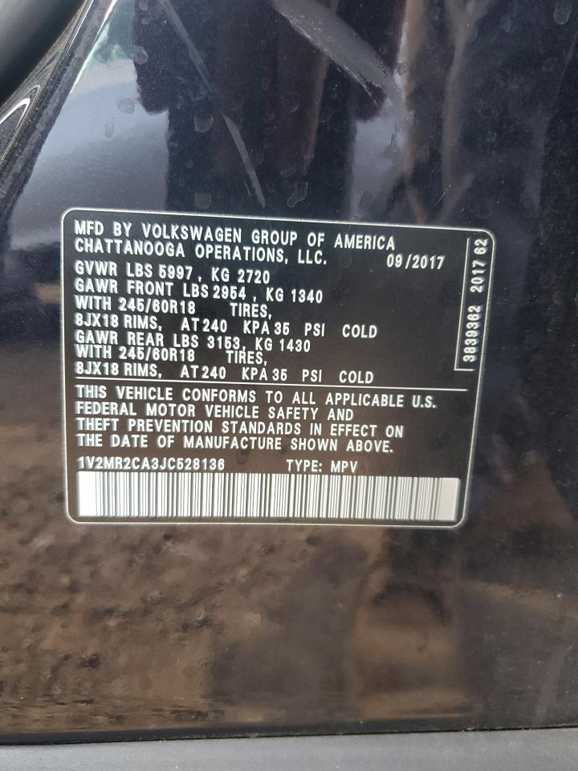 MFD BY VOLKSWAGEN GROUP OF AMERICA
CHATTANOOGA OPERATIONS, LLC. 09/2017
GVWR LBS 5997, KG 2720
GAWR FRONT LBS 2954, KG 1340
WITH 245/60R18 TIRES,
8JX18 RIMS, AT 240 KPA 35 PSI COLD
GAWR REAR LBS 3153, KG 1430
WITH 245/60R18 TIRES,
8JX18 RIMS, AT 240 KPA 35 PSI COLD
THIS VEHICLE CONFORMS TO ALL APPLICABLE U.S.
FEDERAL MOTOR VEHICLE SAFETY AND
THEFT PREVENTION STANDARDS IN EFFECT ON
THE DATE OF MANUFACTURE SHOWN ABOVE.
1V2MR2CA3JC528136 TYPE: MPV
3839362 2017 62